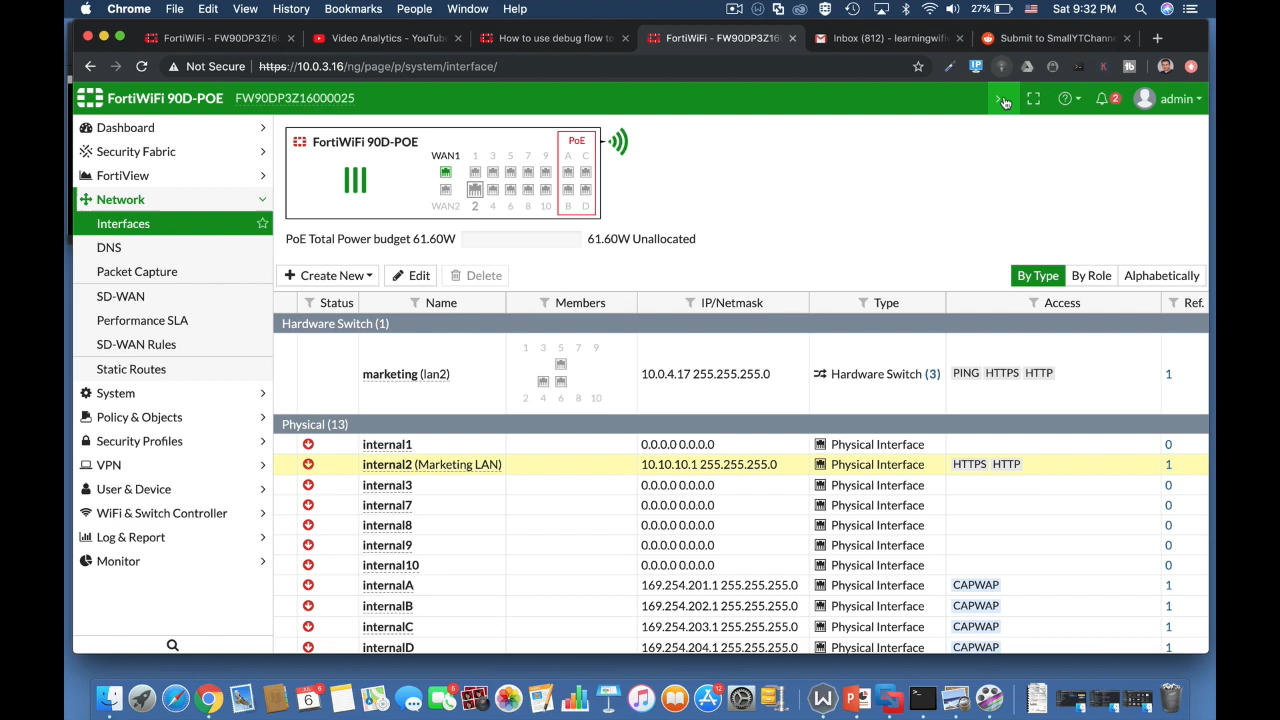 Chrome File Edit View History Bookmarks People Window Help 27% Sat 9:32 PM
FortiWiFi - FW90DP3Z16 Video Analytics - YouTub How to use debug flow to FortiWiFi - FW90DP3Z16 Inbox (812) - learningwifi Submit to SmallYTChann
Not Secure https://10.0.3.16/ng/page/p/system/interface/
FortiWiFi 90D-POE FW90DP3Z16000025 2 admin
Dashboard
Security Fabric
FortiView
Network
Interfaces
DNS
Packet Capture
SD-WAN
Performance SLA
SD-WAN Rules
Static Routes
System
Policy & Objects
Security Profiles
VPN
User & Device
WiFi & Switch Controller
Log & Report
Monitor
FortiWiFi 90D-POE PoE
WAN1 1 3 5 7 9 A C
WAN2 2 4 6 8 10 B D
PoE Total Power budget 61.60W 61.60W Unallocated
Create New Edit Delete By Type By Role Alphabetically
Status Name Members IP/Netmask Type Access Ref.
Hardware Switch (1)
1 3 5 7 9
marketing (lan2) 10.0.4.17 255.255.255.0 Hardware Switch (3) PING HTTPS HTTP 1
2 4 6 8 10
Physical (13)
internal1 0.0.0.0 0.0.0.0 Physical Interface 0
internal2 (Marketing LAN) 10.10.10.1 255.255.255.0 Physical Interface HTTPS HTTP 1
internal3 0.0.0.0 0.0.0.0 Physical Interface 0
internal7 0.0.0.0 0.0.0.0 Physical Interface 0
internal8 0.0.0.0 0.0.0.0 Physical Interface 0
internal9 0.0.0.0 0.0.0.0 Physical Interface 0
internal10 0.0.0.0 0.0.0.0 Physical Interface 0
internalA 169.254.201.1 255.255.255.0 Physical Interface CAPWAP 1
internalB 169.254.202.1 255.255.255.0 Physical Interface CAPWAP 1
internalC 169.254.203.1 255.255.255.0 Physical Interface CAPWAP 1
internalD 169.254.204.1 255.255.255.0 Physical Interface CAPWAP 1